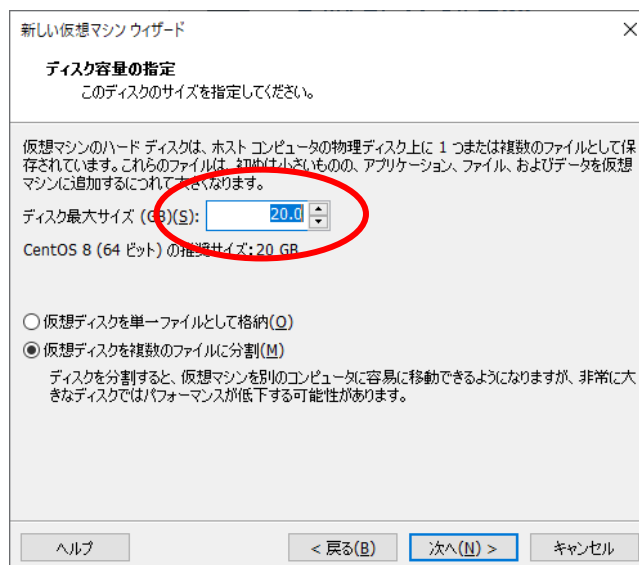 新しい仮想マシン ウィザード
ディスク容量の指定
このディスクのサイズを指定してください。
仮想マシンのハード ディスクは、ホスト コンピュータの物理ディスク上に 1 つまたは複数のファイルとして保
存されています。これらのファイルは、初めは小さいものの、アプリケーション、ファイル、およびデータを仮想
マシンに追加するにつれて大きくなります。
ディスク最大サイズ (GB)(S): 20.0
CentOS 8 (64 ビット) の推奨サイズ: 20 GB
仮想ディスクを単一ファイルとして格納(O)
仮想ディスクを複数のファイルに分割(M)
ディスクを分割すると、仮想マシンを別のコンピュータに容易に移動できるようになりますが、非常に大
きなディスクではパフォーマンスが低下する可能性があります。
ヘルプ < 戻る(B) 次へ(N) > キャンセル